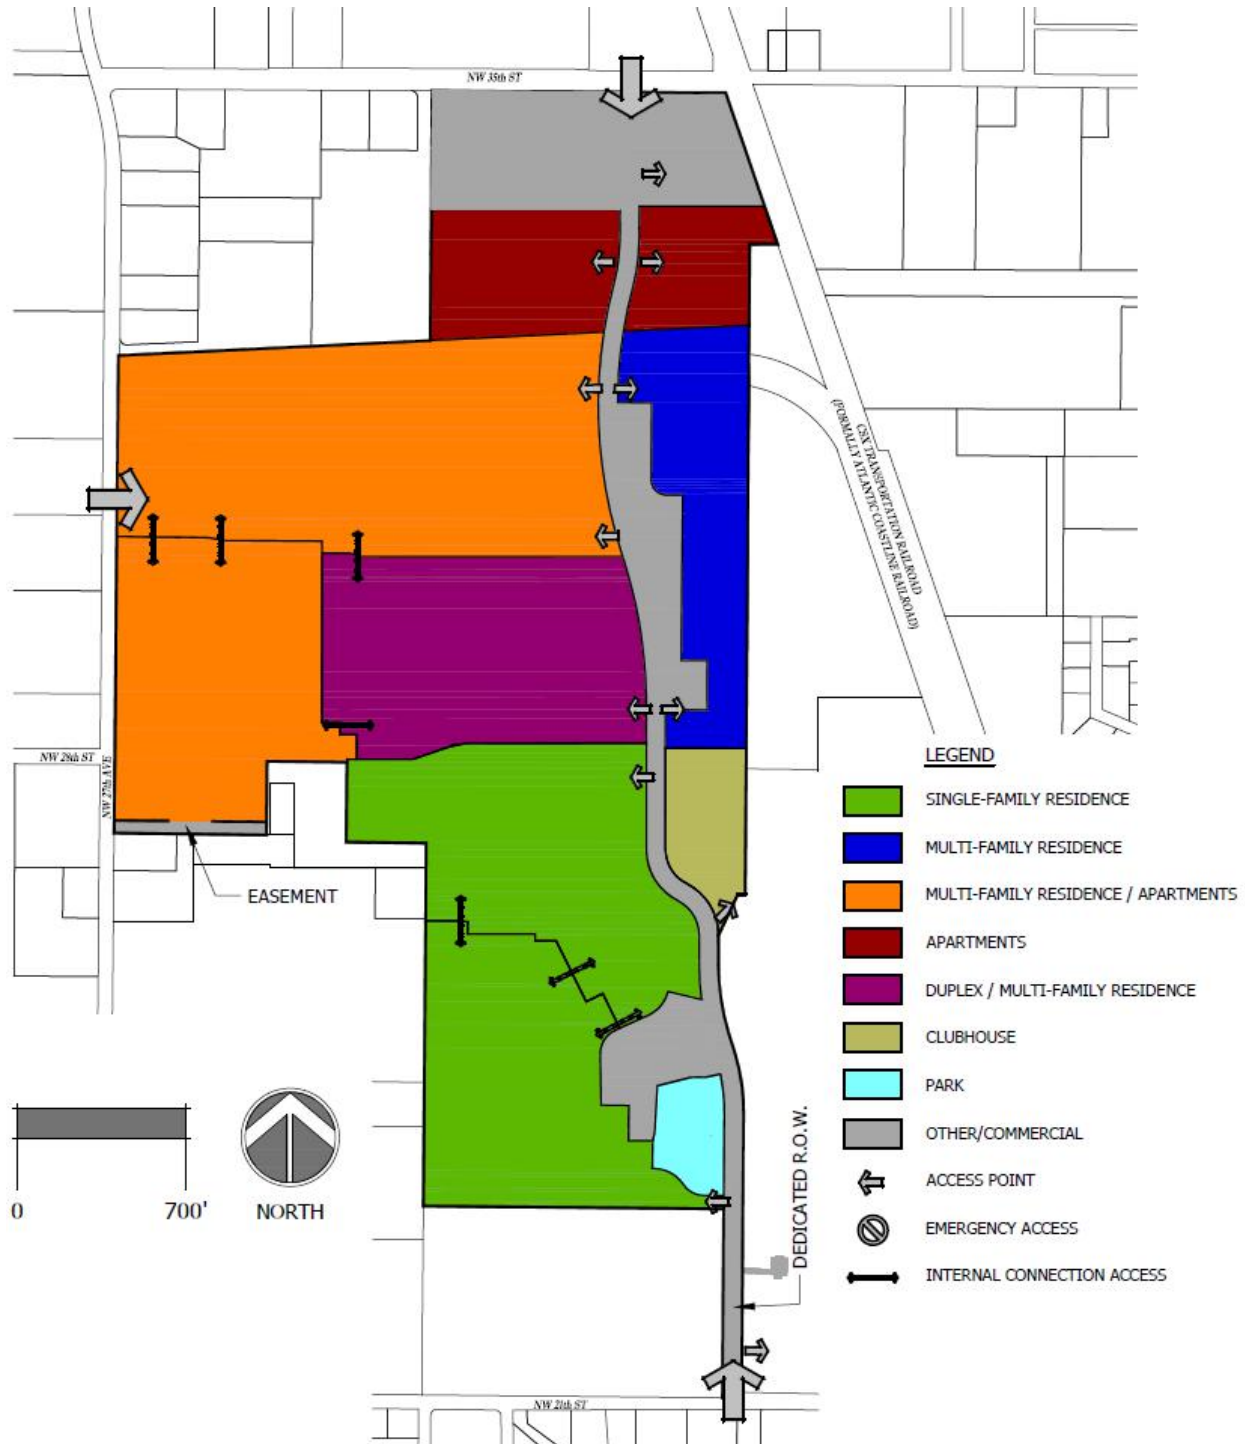 NW 35th ST
CSX TRANSPORTATION RAILROAD
(FORMALLY ATLANTIC COASTLINE RAILROAD)
NW 28th ST
NW 27th AVE
EASEMENT
LEGEND
SINGLE-FAMILY RESIDENCE
MULTI-FAMILY RESIDENCE
MULTI-FAMILY RESIDENCE / APARTMENTS
APARTMENTS
DUPLEX / MULTI-FAMILY RESIDENCE
CLUBHOUSE
PARK
OTHER/COMMERCIAL
ACCESS POINT
EMERGENCY ACCESS
INTERNAL CONNECTION ACCESS
0 700'
NORTH
DEDICATED R.O.W.
NW 21th ST